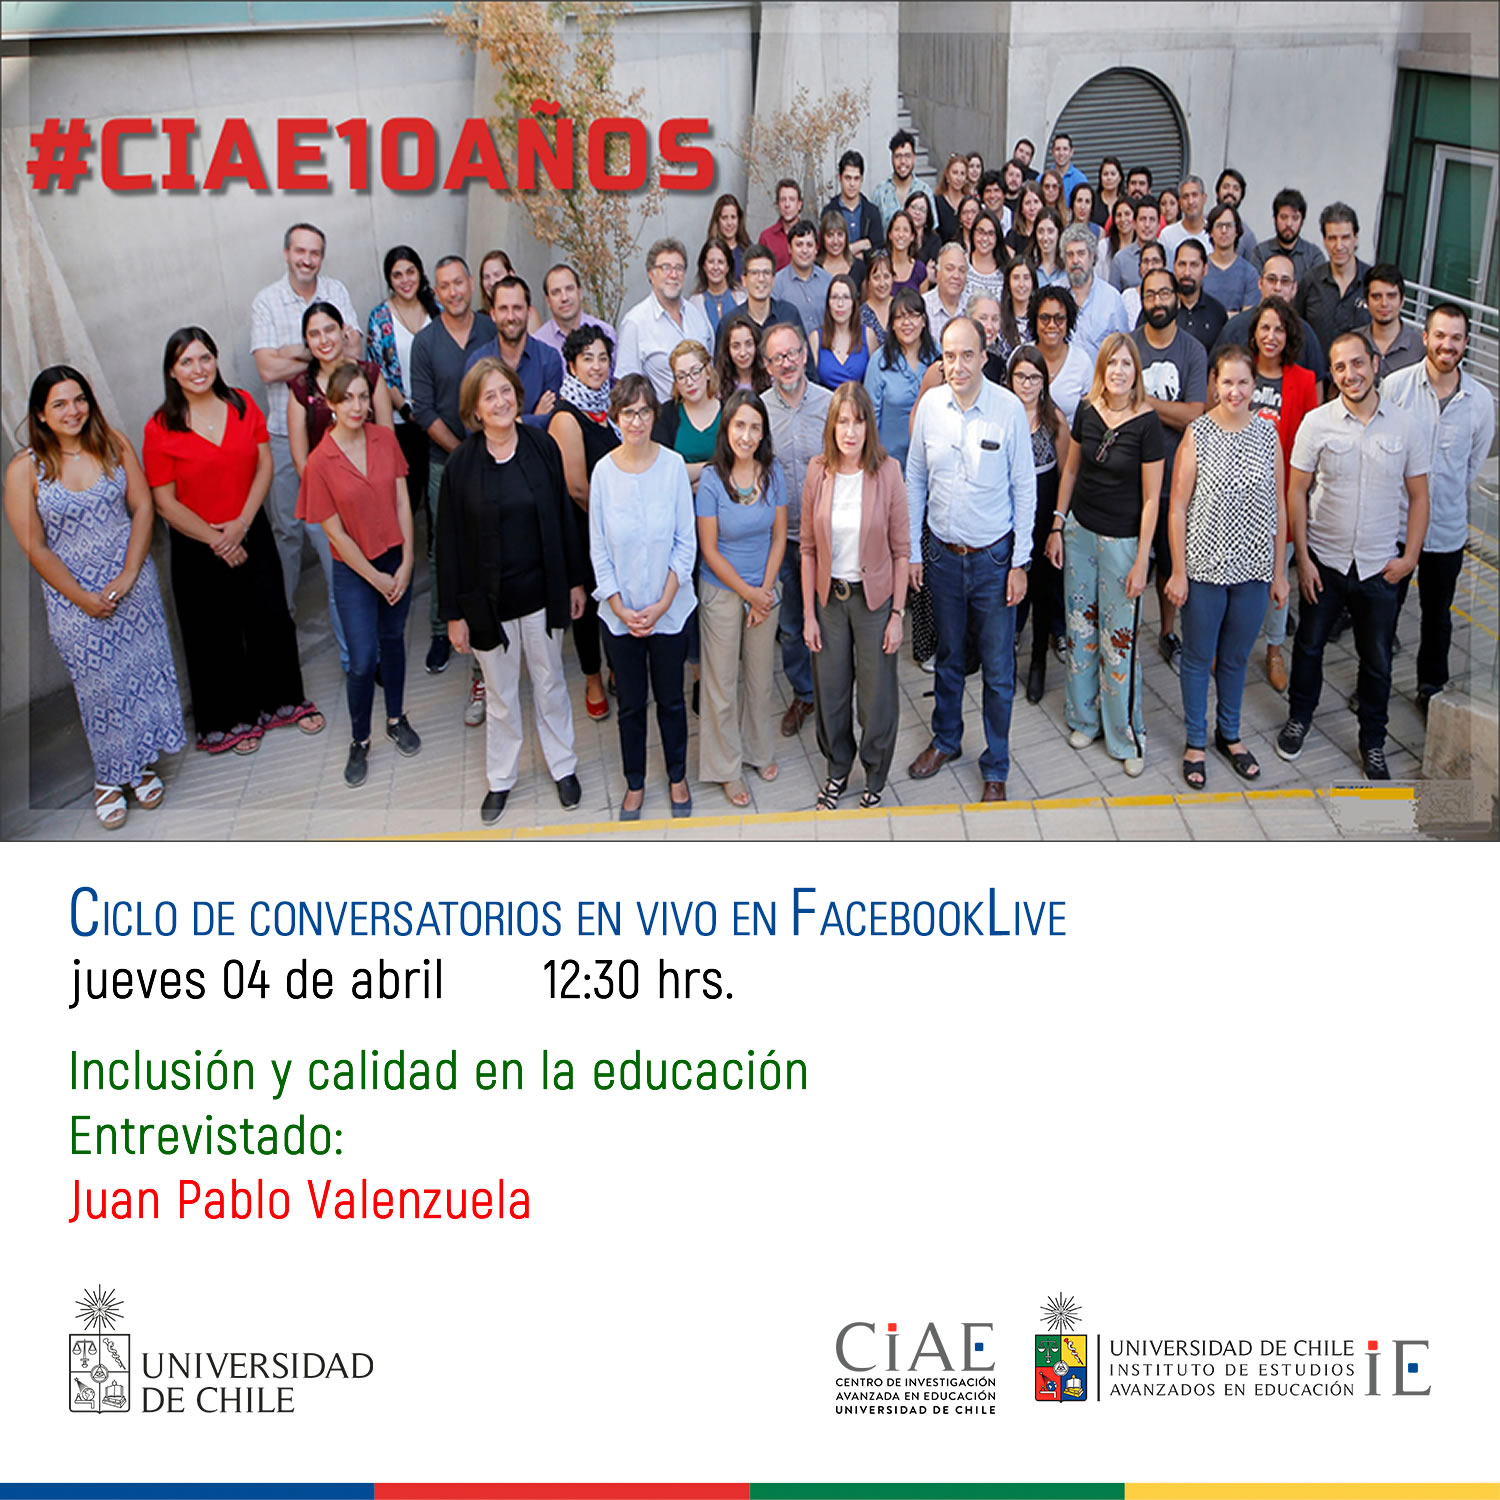 #CIAE10AÑOS
CICLO DE CONVERSATORIOS EN VIVO EN FACEBOOKLIVE
jueves 04 de abril 12:30 hrs.
Inclusión y calidad en la educación
Entrevistado:
Juan Pablo Valenzuela
UNIVERSIDAD
DE CHILE
CiAE
CENTRO DE INVESTIGACIÓN
AVANZADA EN EDUCACIÓN
UNIVERSIDAD DE CHILE
UNIVERSIDAD DE CHILE
INSTITUTO DE ESTUDIOS
AVANZADOS EN EDUCACIÓN
iE